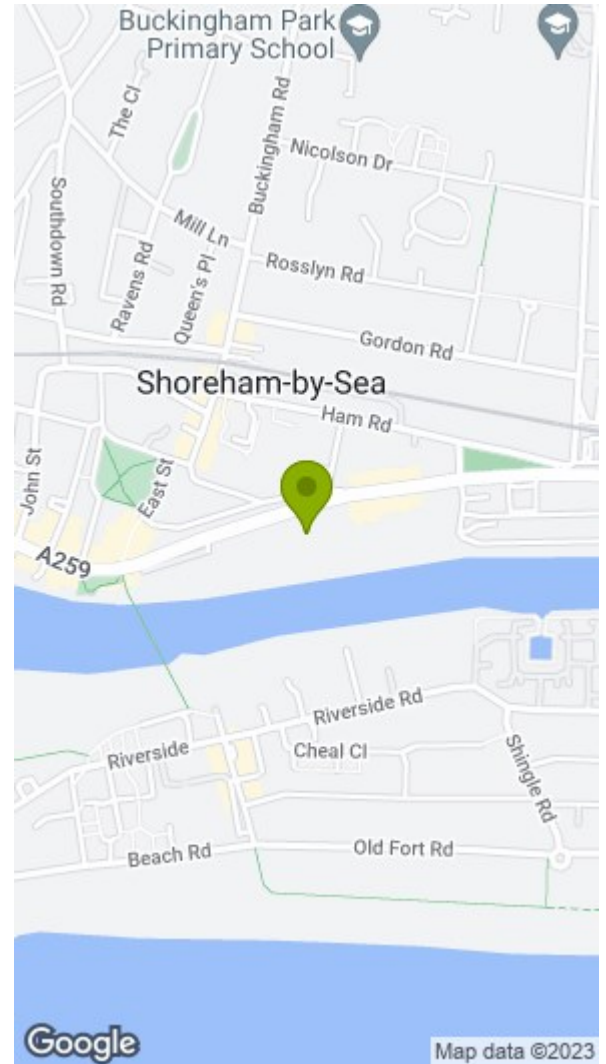 Buckingham Park
Primary School
The Cl
Buckingham Rd
Nicolson Dr
Southdown Rd
Mill Ln
Ravens Rd
Queen's Pl
Rosslyn Rd
Gordon Rd
Shoreham-by-Sea
Ham Rd
John St
East St
A259
Riverside Rd
Riverside
Cheal Cl
Shingle Rd
Beach Rd
Old Fort Rd
Google
Map data ©2023